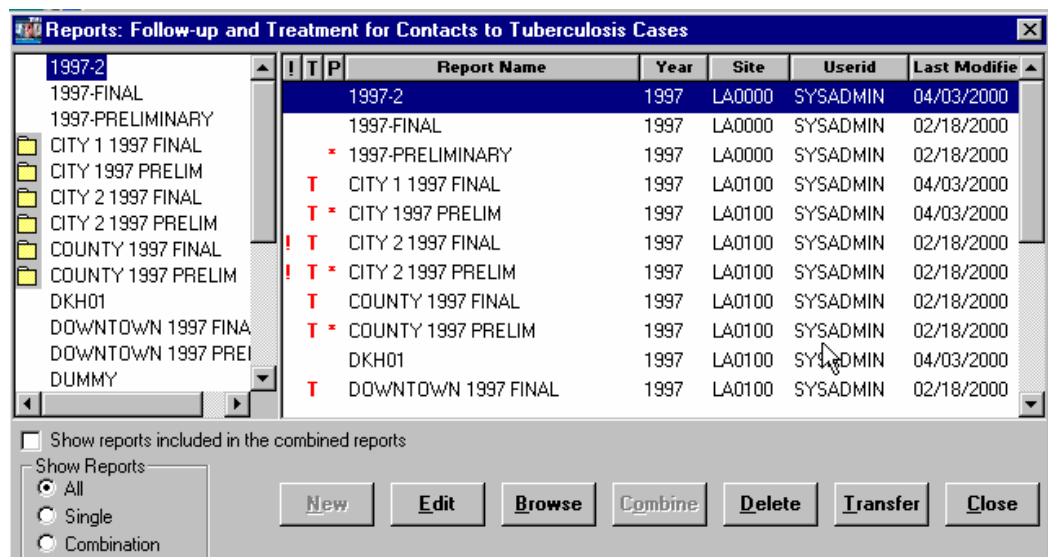 Reports: Follow-up and Treatment for Contacts to Tuberculosis Cases
1997-2
1997-FINAL
1997-PRELIMINARY
CITY 1 1997 FINAL
CITY 1997 PRELIM
CITY 2 1997 FINAL
CITY 2 1997 PRELIM
COUNTY 1997 FINAL
COUNTY 1997 PRELIM
DKH01
DOWNTOWN 1997 FINA
DOWNTOWN 1997 PREI
DUMMY
! T P Report Name Year Site Userid Last Modifie
1997-2 1997 LA0000 SYSADMIN 04/03/2000
1997-FINAL 1997 LA0000 SYSADMIN 02/18/2000
* 1997-PRELIMINARY 1997 LA0000 SYSADMIN 02/18/2000
T CITY 1 1997 FINAL 1997 LA0100 SYSADMIN 04/03/2000
T * CITY 1997 PRELIM 1997 LA0100 SYSADMIN 04/03/2000
! T CITY 2 1997 FINAL 1997 LA0100 SYSADMIN 02/18/2000
! T * CITY 2 1997 PRELIM 1997 LA0100 SYSADMIN 02/18/2000
T COUNTY 1997 FINAL 1997 LA0100 SYSADMIN 02/18/2000
T * COUNTY 1997 PRELIM 1997 LA0100 SYSADMIN 02/18/2000
DKH01 1997 LA0100 SYSADMIN 04/03/2000
T DOWNTOWN 1997 FINAL 1997 LA0100 SYSADMIN 02/18/2000
Show reports included in the combined reports
Show Reports
All
Single
Combination
New Edit Browse Combine Delete Transfer Close